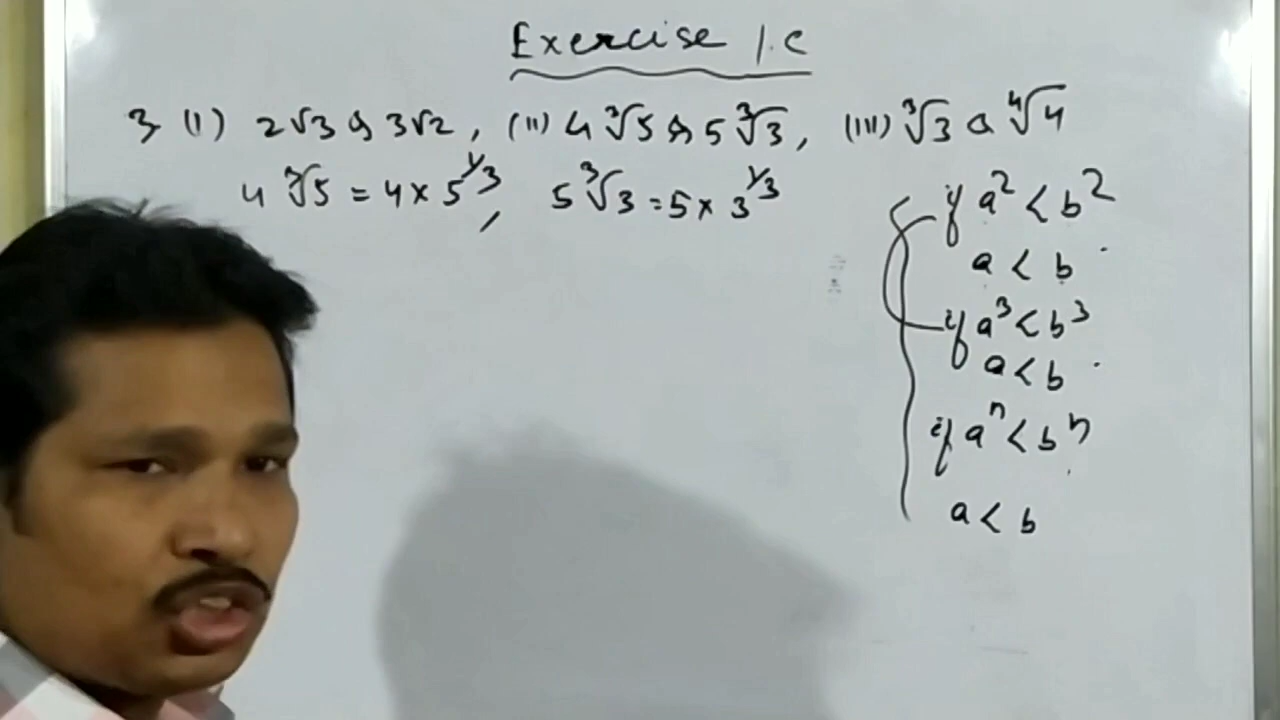 Exercise 1.C
3 (i) 2√3 & 3√2, (ii) 4∛5 & 5∛3, (iii) ∛3 & ∜4
4∛5 = 4 × 5^1/3, 5∛3 = 5 × 3^1/3
if a² < b²
a < b
if a³ < b³
a < b
if aⁿ < bⁿ
a < b